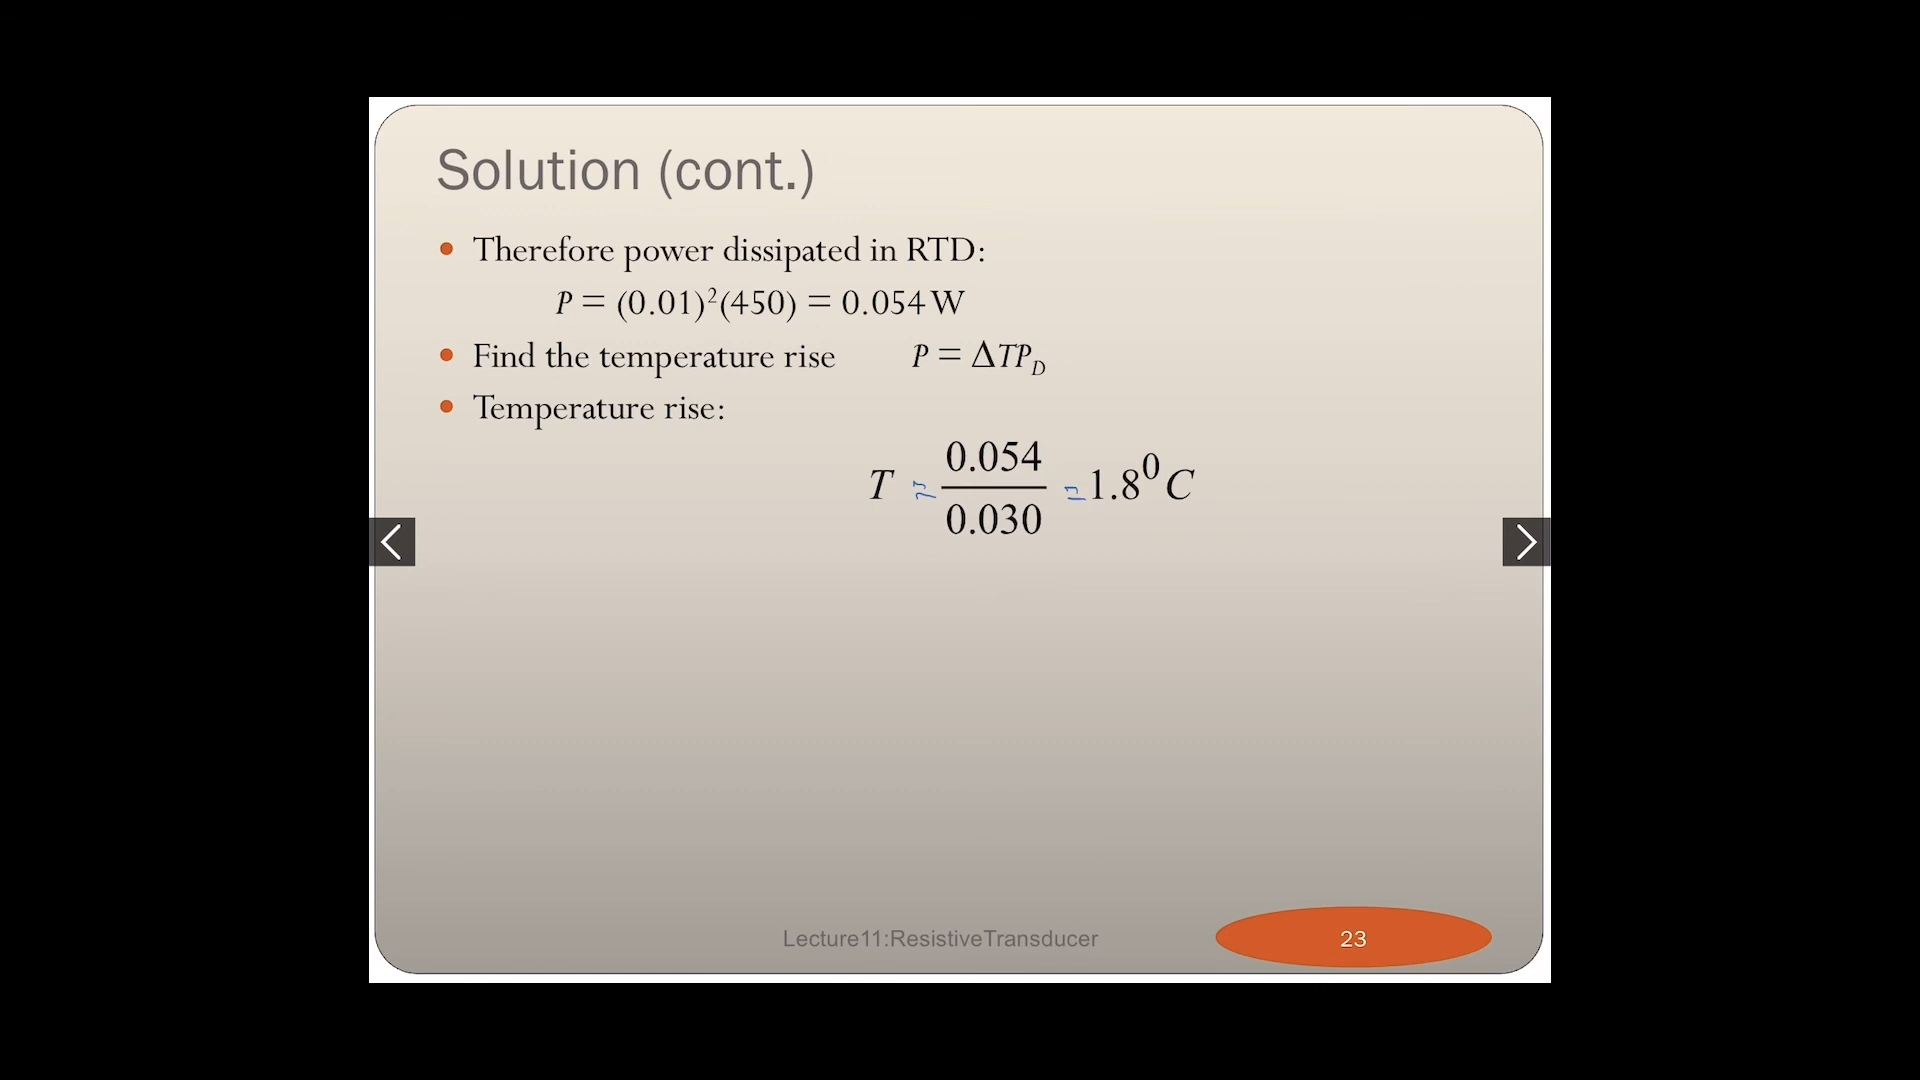 Solution (cont.)
• Therefore power dissipated in RTD:
P = (0.01)²(450) = 0.054 W
• Find the temperature rise P = ΔTP_D
• Temperature rise:
T = 0.054 / 0.030 = 1.8⁰C
Lecture11:ResistiveTransducer 23